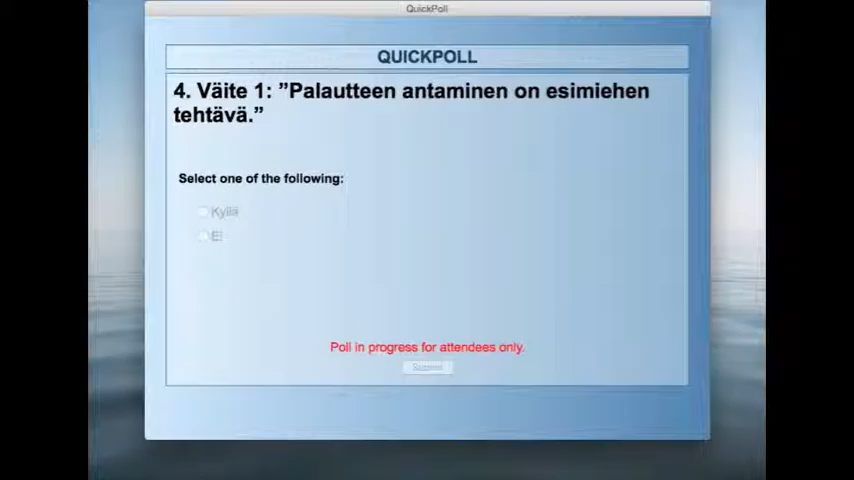 QuickPoll
QUICKPOLL
4. Väite 1: ”Palautteen antaminen on esimiehen
tehtävä.”
Select one of the following:
Kyllä
Ei
Poll in progress for attendees only.
Submit